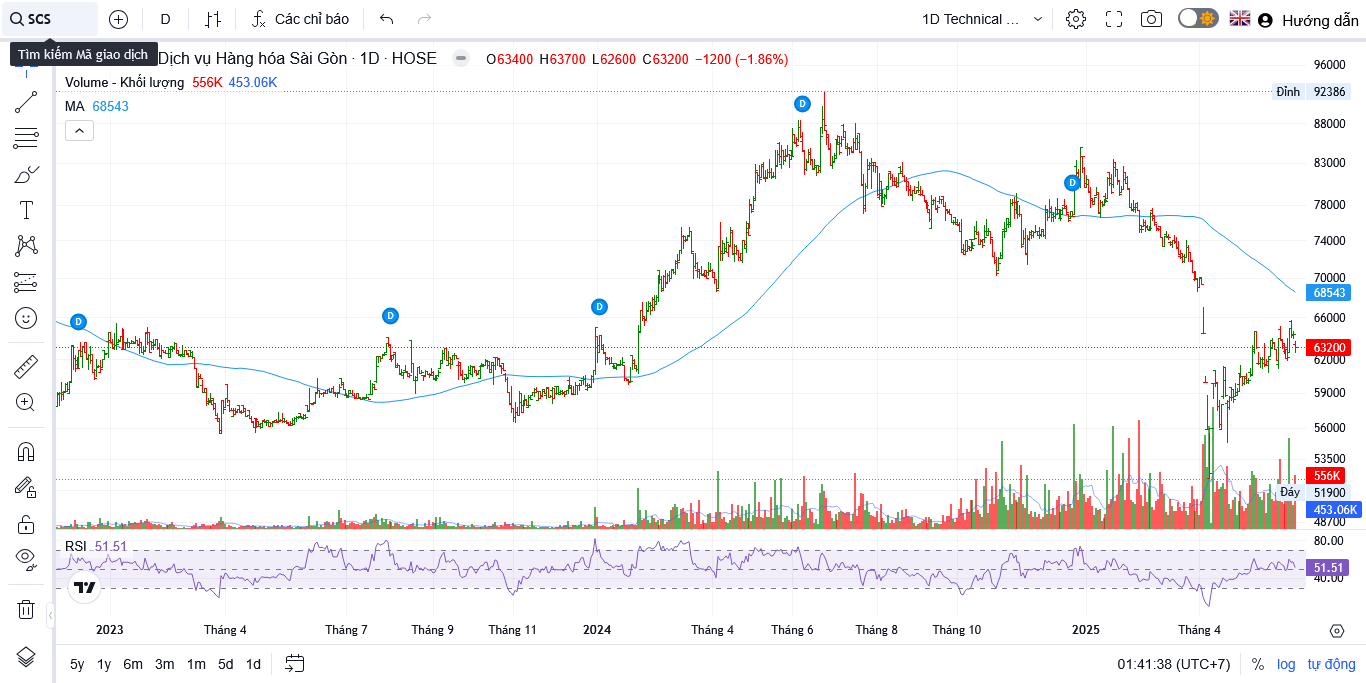 SCS D Các chỉ báo 1D Technical ... Hướng dẫn
Tìm kiếm Mã giao dịch
Dịch vụ Hàng hóa Sài Gòn · 1D · HOSE O63400 H63700 L62600 C63200 −1200 (−1.86%)
Volume - Khối lượng 556K 453.06K
MA 68543
96000
Đỉnh 92386
88000
83000
78000
74000
70000
68543
66000
63200
62000
59000
56000
53500
556K
Đáy 51900
453.06K
48700
D
D
D
D
D
RSI 51.51
80.00
51.51
40.00
2023 Tháng 4 Tháng 7 Tháng 9 Tháng 11 2024 Tháng 4 Tháng 6 Tháng 8 Tháng 10 2025 Tháng 4
5y 1y 6m 3m 1m 5d 1d 01:41:38 (UTC+7) % log tự động